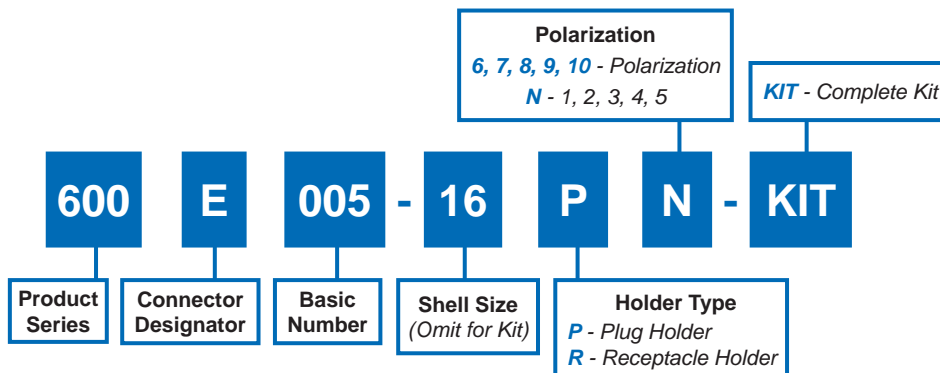 Polarization
6, 7, 8, 9, 10 - Polarization
N - 1, 2, 3, 4, 5
KIT - Complete Kit
600 E 005 - 16 P N - KIT
Product
Series
Connector
Designator
Basic
Number
Shell Size
(Omit for Kit)
Holder Type
P - Plug Holder
R - Receptacle Holder